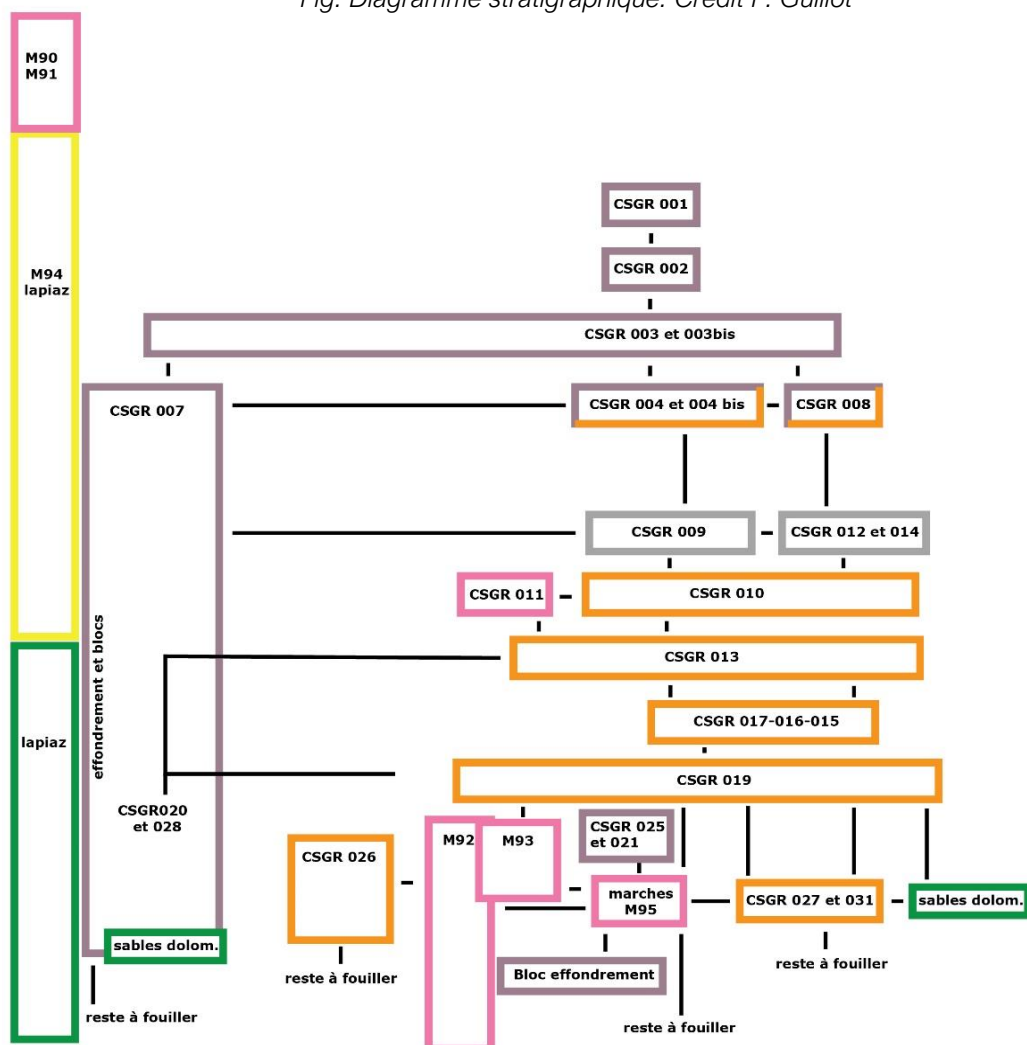 Fig. Diagramme stratigraphique. Crédit F. Guillot
M90
M91
CSGR 001
M94
lapiaz
CSGR 002
CSGR 003 et 003bis
CSGR 007
CSGR 004 et 004 bis
CSGR 008
CSGR 009
CSGR 012 et 014
CSGR 011
CSGR 010
effondrement et blocs
CSGR 013
lapiaz
CSGR 017-016-015
CSGR 019
CSGR020
et 028
CSGR 026
M92
M93
CSGR 025
et 021
marches
M95
CSGR 027 et 031
sables dolom.
sables dolom.
reste à fouiller
Bloc effondrement
reste à fouiller
reste à fouiller
reste à fouiller